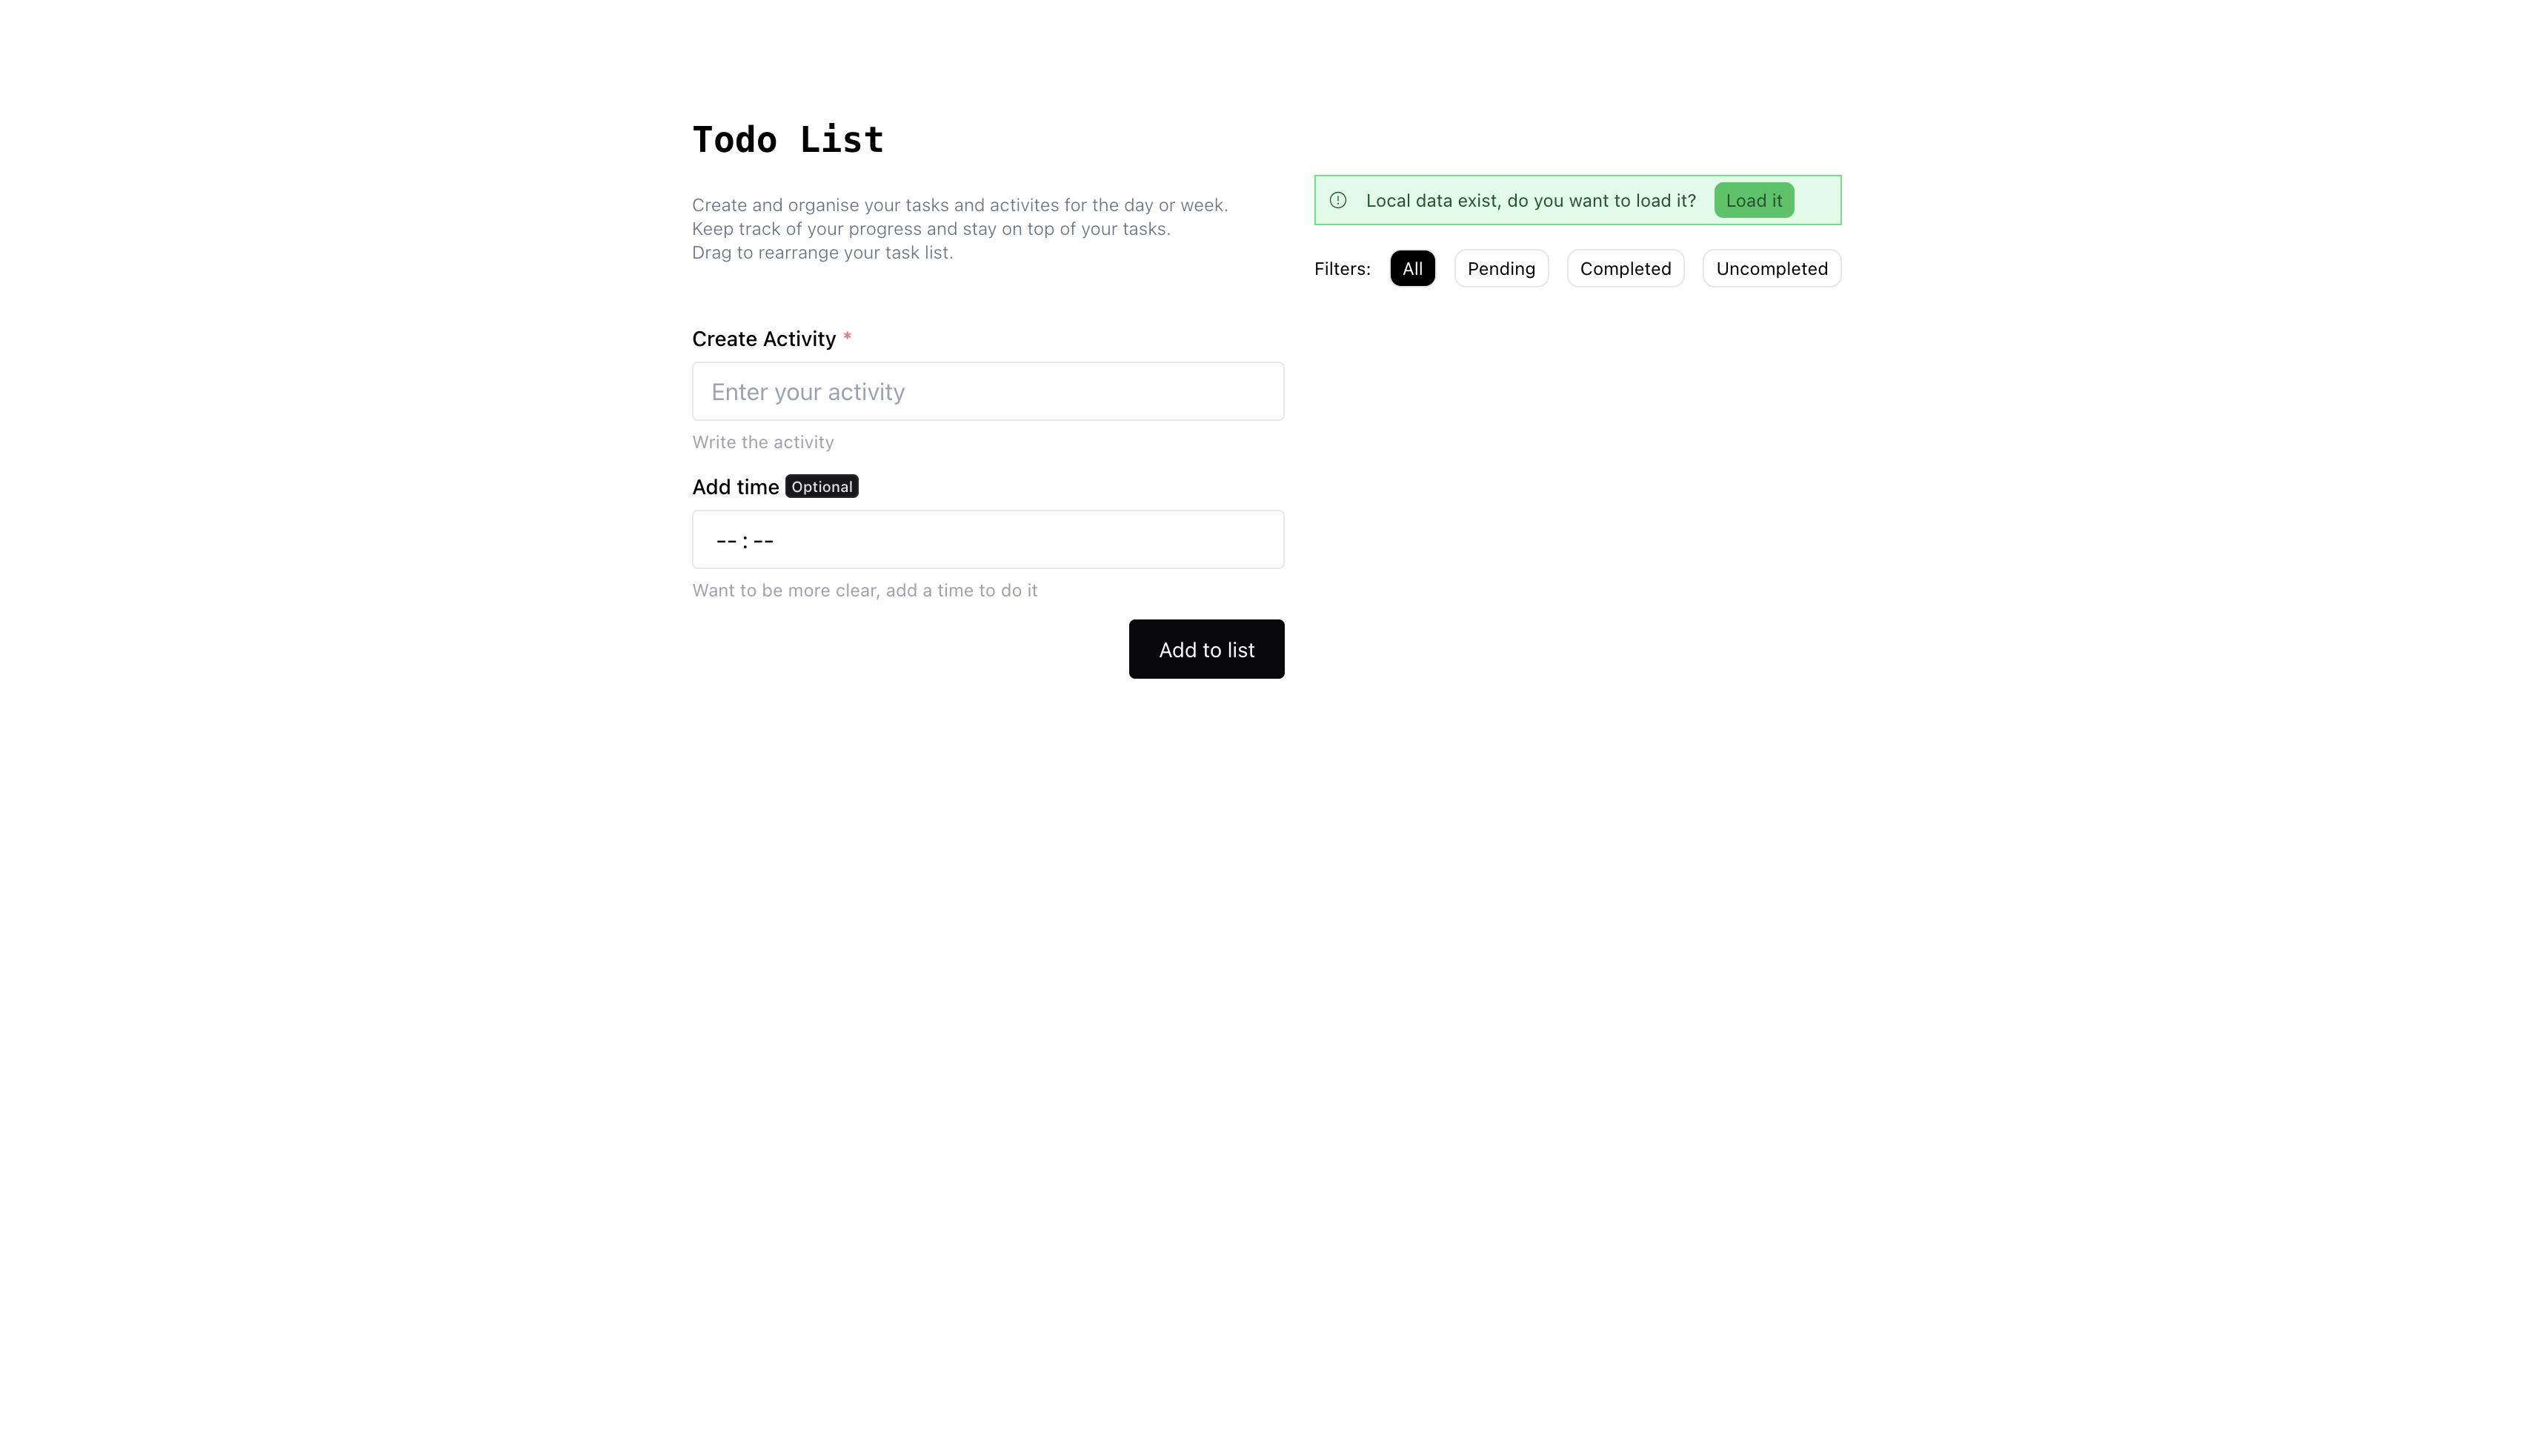 Todo List
Create and organise your tasks and activites for the day or week.
Keep track of your progress and stay on top of your tasks.
Drag to rearrange your task list.
Create Activity *
Enter your activity
Write the activity
Add time Optional
--:--
Want to be more clear, add a time to do it
Add to list
Local data exist, do you want to load it? Load it
Filters: All Pending Completed Uncompleted